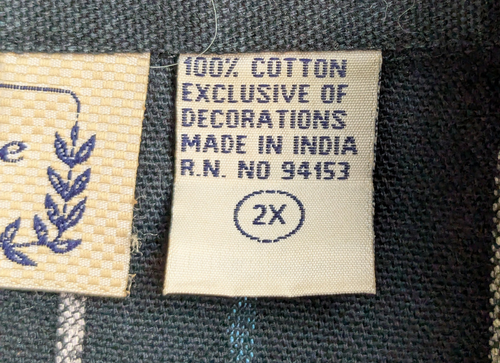 100% COTTON
EXCLUSIVE OF
DECORATIONS
MADE IN INDIA
R.N. NO 94153
2X
e